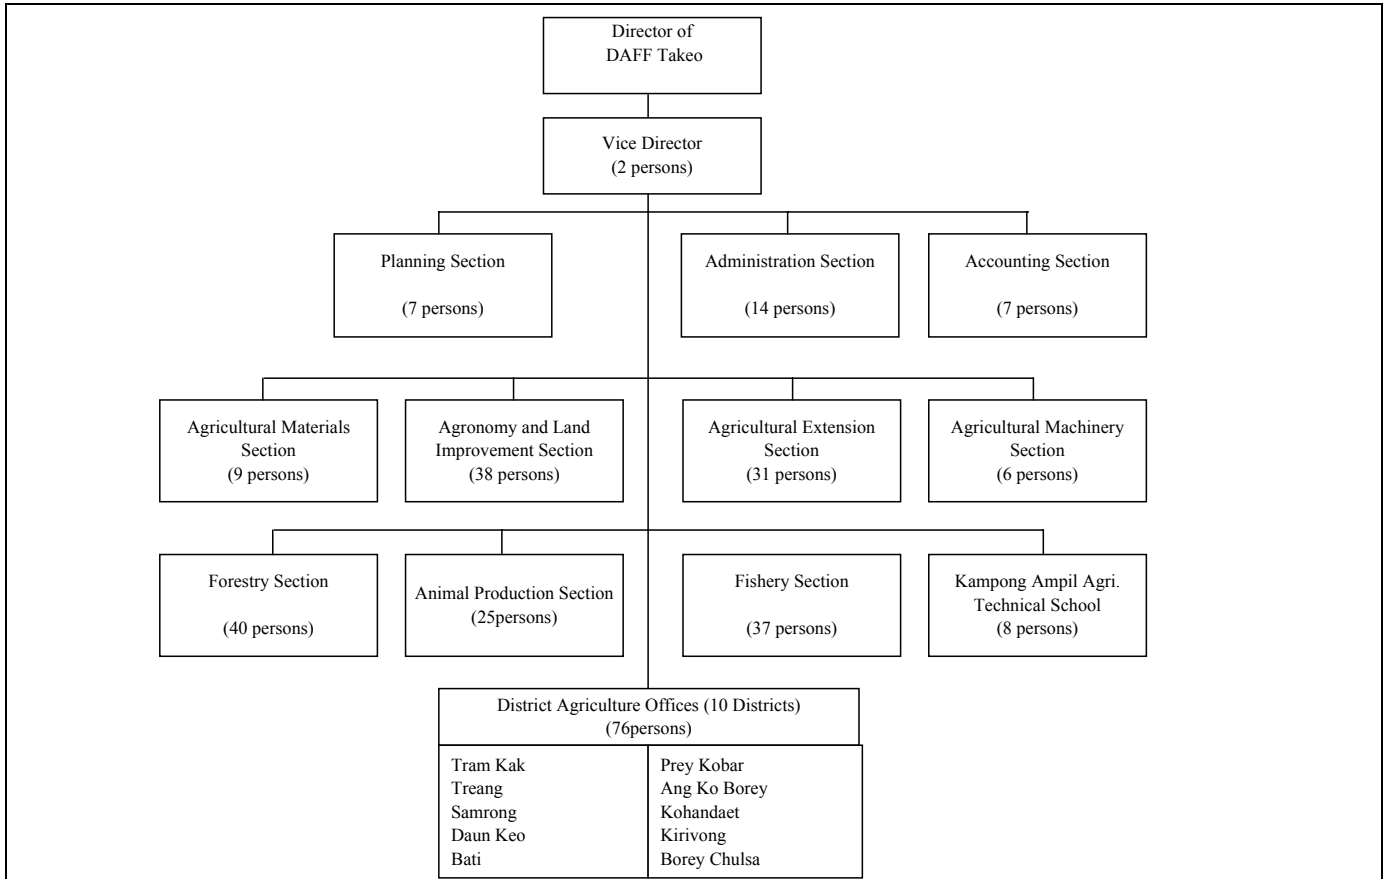 Director of
DAFF Takeo
Vice Director
(2 persons)
Planning Section
(7 persons)
Administration Section
(14 persons)
Accounting Section
(7 persons)
Agricultural Materials
Section
(9 persons)
Agronomy and Land
Improvement Section
(38 persons)
Agricultural Extension
Section
(31 persons)
Agricultural Machinery
Section
(6 persons)
Forestry Section
(40 persons)
Animal Production Section
(25persons)
Fishery Section
(37 persons)
Kampong Ampil Agri.
Technical School
(8 persons)
District Agriculture Offices (10 Districts)
(76persons)
Tram Kak
Treang
Samrong
Daun Keo
Bati
Prey Kobar
Ang Ko Borey
Kohandaet
Kirivong
Borey Chulsa